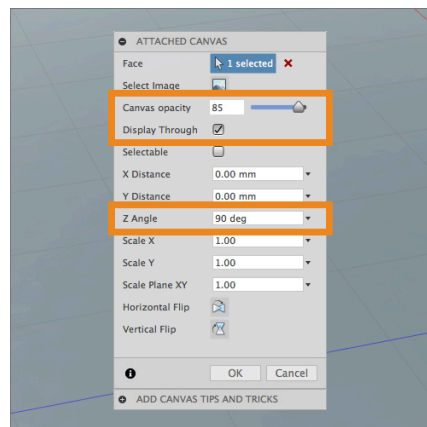 ATTACHED CANVAS
Face 1 selected
Select Image
Canvas opacity 85
Display Through
Selectable
X Distance 0.00 mm
Y Distance 0.00 mm
Z Angle 90 deg
Scale X 1.00
Scale Y 1.00
Scale Plane XY 1.00
Horizontal Flip
Vertical Flip
OK Cancel
ADD CANVAS TIPS AND TRICKS